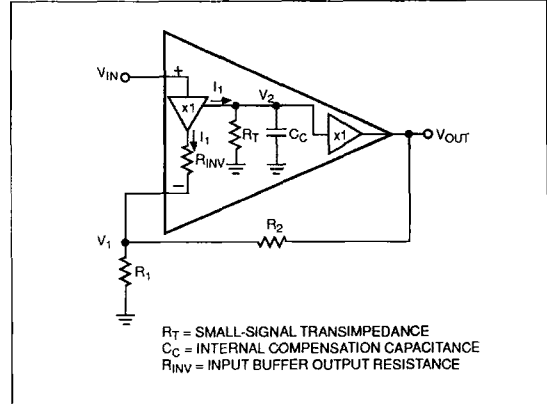 V_IN
+
I_1
V_2
x1
I_1
R_T
C_C
x1
V_OUT
R_INV
−
V_1
R_2
R_1
R_T = SMALL-SIGNAL TRANSIMPEDANCE
C_C = INTERNAL COMPENSATION CAPACITANCE
R_INV = INPUT BUFFER OUTPUT RESISTANCE